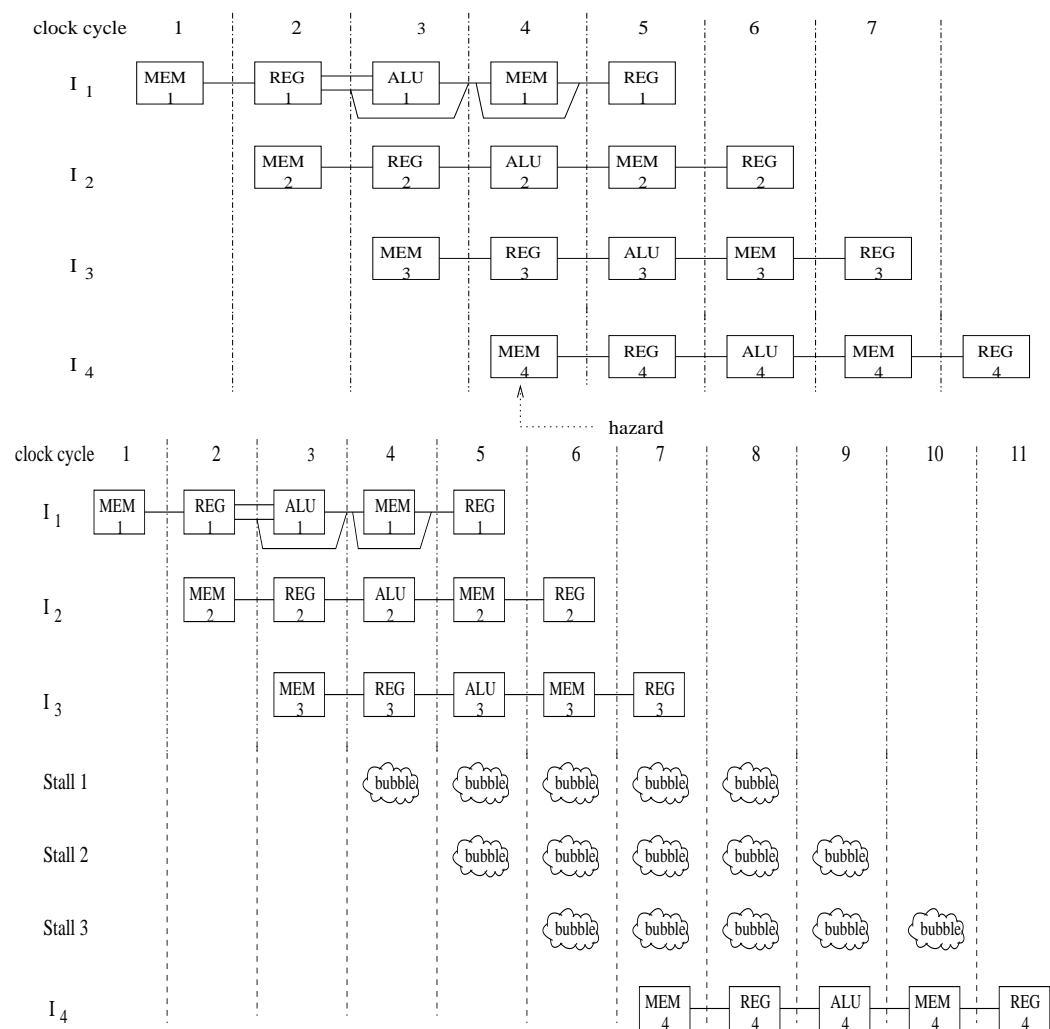 clock cycle 1 2 3 4 5 6 7
I 1 MEM 1 REG 1 ALU 1 MEM 1 REG 1
I 2 MEM 2 REG 2 ALU 2 MEM 2 REG 2
I 3 MEM 3 REG 3 ALU 3 MEM 3 REG 3
I 4 MEM 4 REG 4 ALU 4 MEM 4 REG 4
hazard
clock cycle 1 2 3 4 5 6 7 8 9 10 11
I 1 MEM 1 REG 1 ALU 1 MEM 1 REG 1
I 2 MEM 2 REG 2 ALU 2 MEM 2 REG 2
I 3 MEM 3 REG 3 ALU 3 MEM 3 REG 3
Stall 1 bubble bubble bubble bubble bubble
Stall 2 bubble bubble bubble bubble bubble
Stall 3 bubble bubble bubble bubble bubble
I 4 MEM 4 REG 4 ALU 4 MEM 4 REG 4